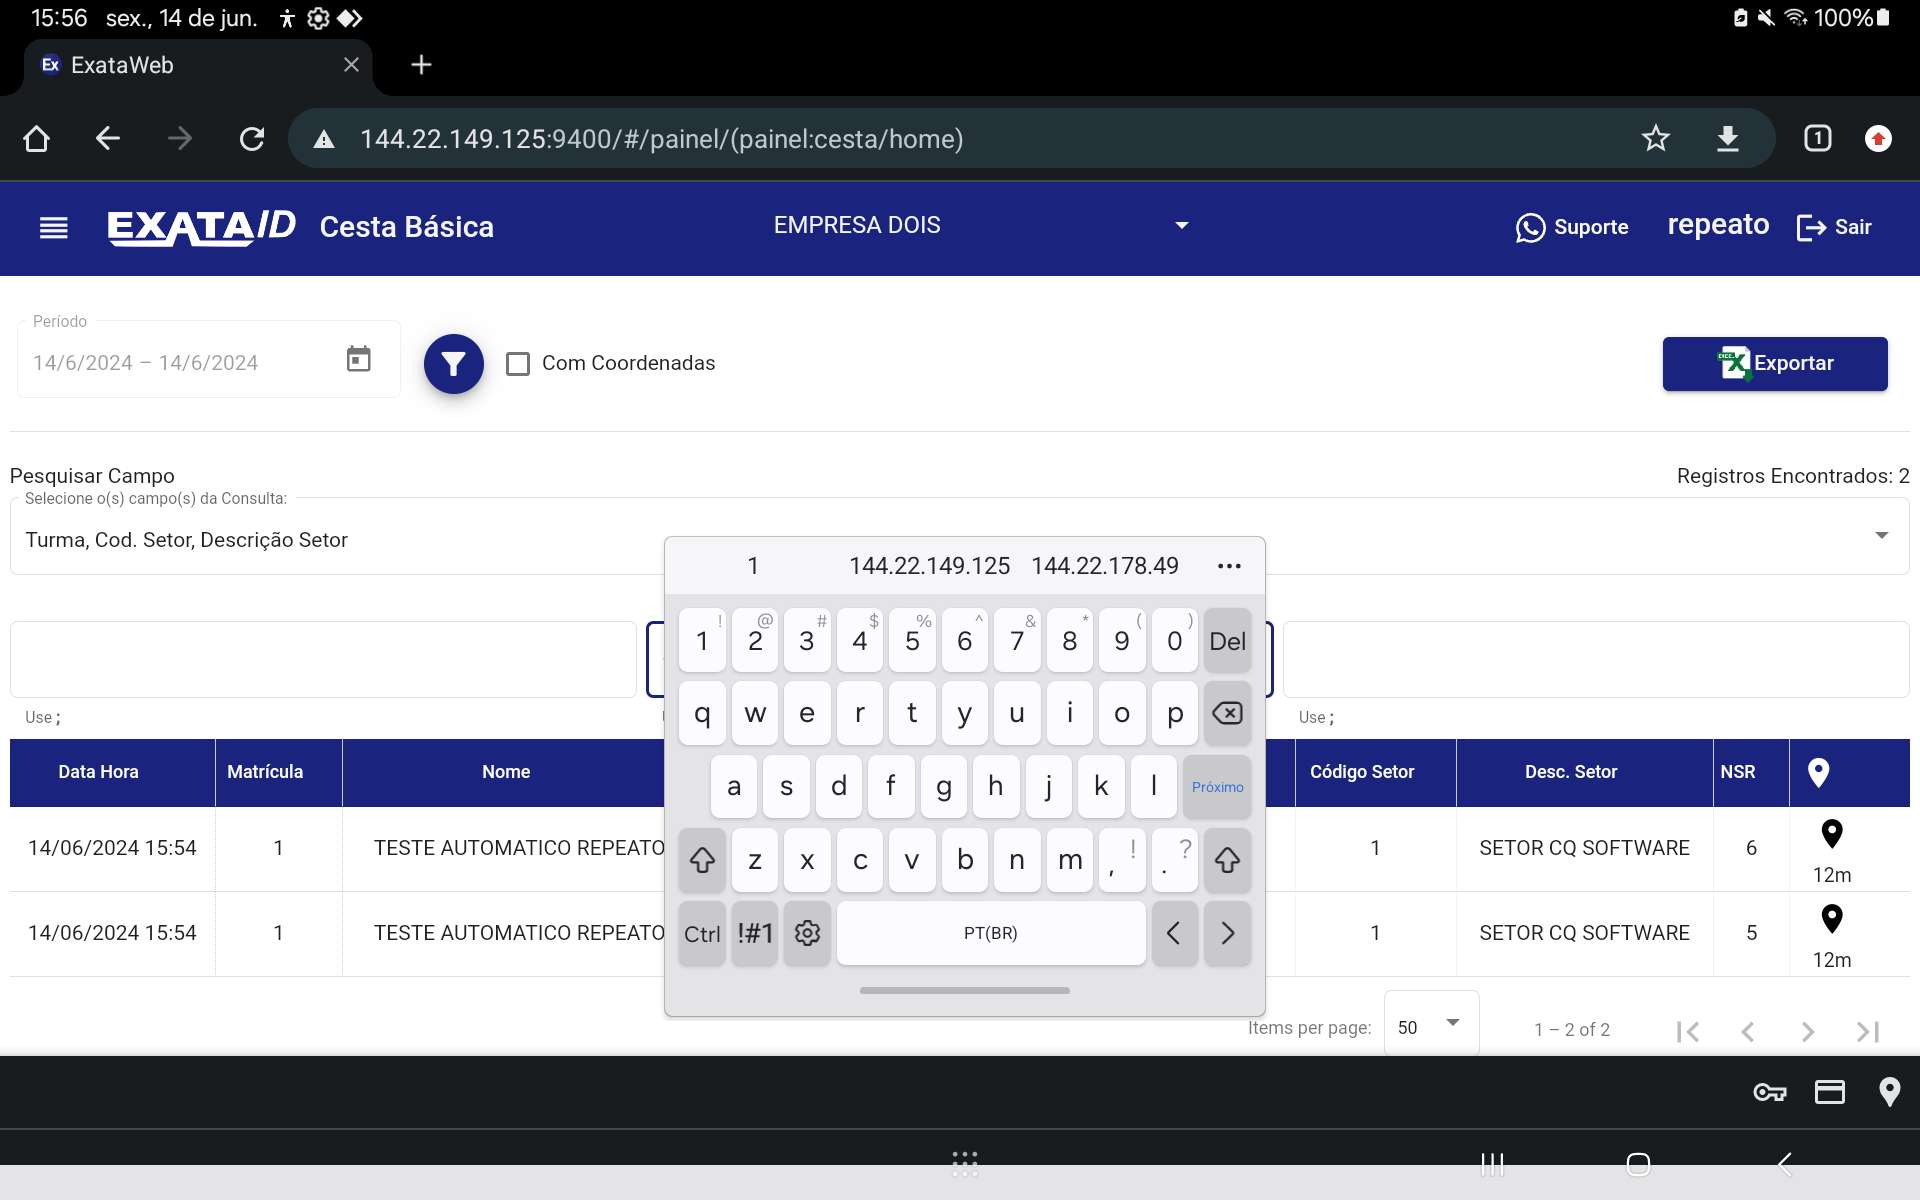 15:56 sex., 14 de jun. 100%
Ex ExataWeb
144.22.149.125:9400/#/painel/(painel:cesta/home) 1
EXATA/D Cesta Básica EMPRESA DOIS Suporte repeato Sair
Período
14/6/2024 – 14/6/2024 Com Coordenadas Exportar
Pesquisar Campo Registros Encontrados: 2
Selecione o(s) campo(s) da Consulta:
Turma, Cod. Setor, Descrição Setor
1 144.22.149.125 144.22.178.49 •••
! @ # $ % ^ & * ( )
1 2 3 4 5 6 7 8 9 0 Del
q w e r t y u i o p
a s d f g h j k l Próximo
z x c v b n m , ! . ?
Ctrl !#1 PT(BR) < >
Use ; Use ;
Data Hora Matrícula Nome Código Setor Desc. Setor NSR
14/06/2024 15:54 1 TESTE AUTOMATICO REPEATO 1 SETOR CQ SOFTWARE 6
12m
14/06/2024 15:54 1 TESTE AUTOMATICO REPEATO 1 SETOR CQ SOFTWARE 5
12m
Items per page: 50 1 – 2 of 2